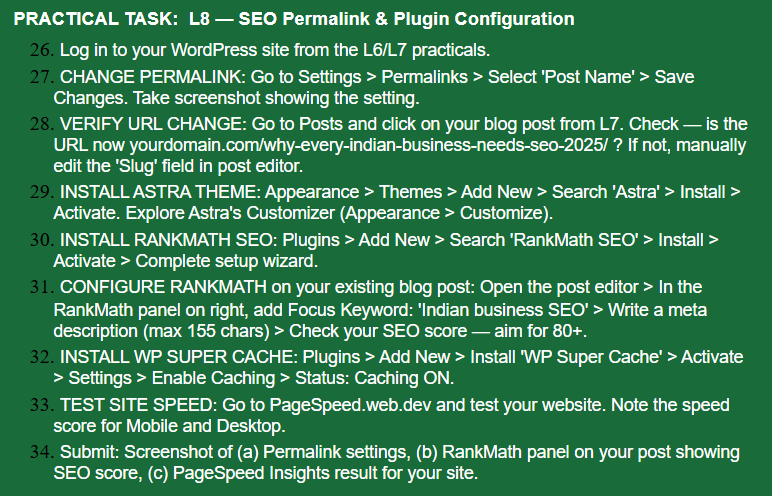 PRACTICAL TASK:  L8 — SEO Permalink & Plugin Configuration
26. Log in to your WordPress site from the L6/L7 practicals.
27. CHANGE PERMALINK: Go to Settings > Permalinks > Select 'Post Name' > Save
Changes. Take screenshot showing the setting.
28. VERIFY URL CHANGE: Go to Posts and click on your blog post from L7. Check — is the
URL now yourdomain.com/why-every-indian-business-needs-seo-2025/ ? If not, manually
edit the 'Slug' field in post editor.
29. INSTALL ASTRA THEME: Appearance > Themes > Add New > Search 'Astra' > Install >
Activate. Explore Astra's Customizer (Appearance > Customize).
30. INSTALL RANKMATH SEO: Plugins > Add New > Search 'RankMath SEO' > Install >
Activate > Complete setup wizard.
31. CONFIGURE RANKMATH on your existing blog post: Open the post editor > In the
RankMath panel on right, add Focus Keyword: 'Indian business SEO' > Write a meta
description (max 155 chars) > Check your SEO score — aim for 80+.
32. INSTALL WP SUPER CACHE: Plugins > Add New > Install 'WP Super Cache' > Activate
> Settings > Enable Caching > Status: Caching ON.
33. TEST SITE SPEED: Go to PageSpeed.web.dev and test your website. Note the speed
score for Mobile and Desktop.
34. Submit: Screenshot of (a) Permalink settings, (b) RankMath panel on your post showing
SEO score, (c) PageSpeed Insights result for your site.